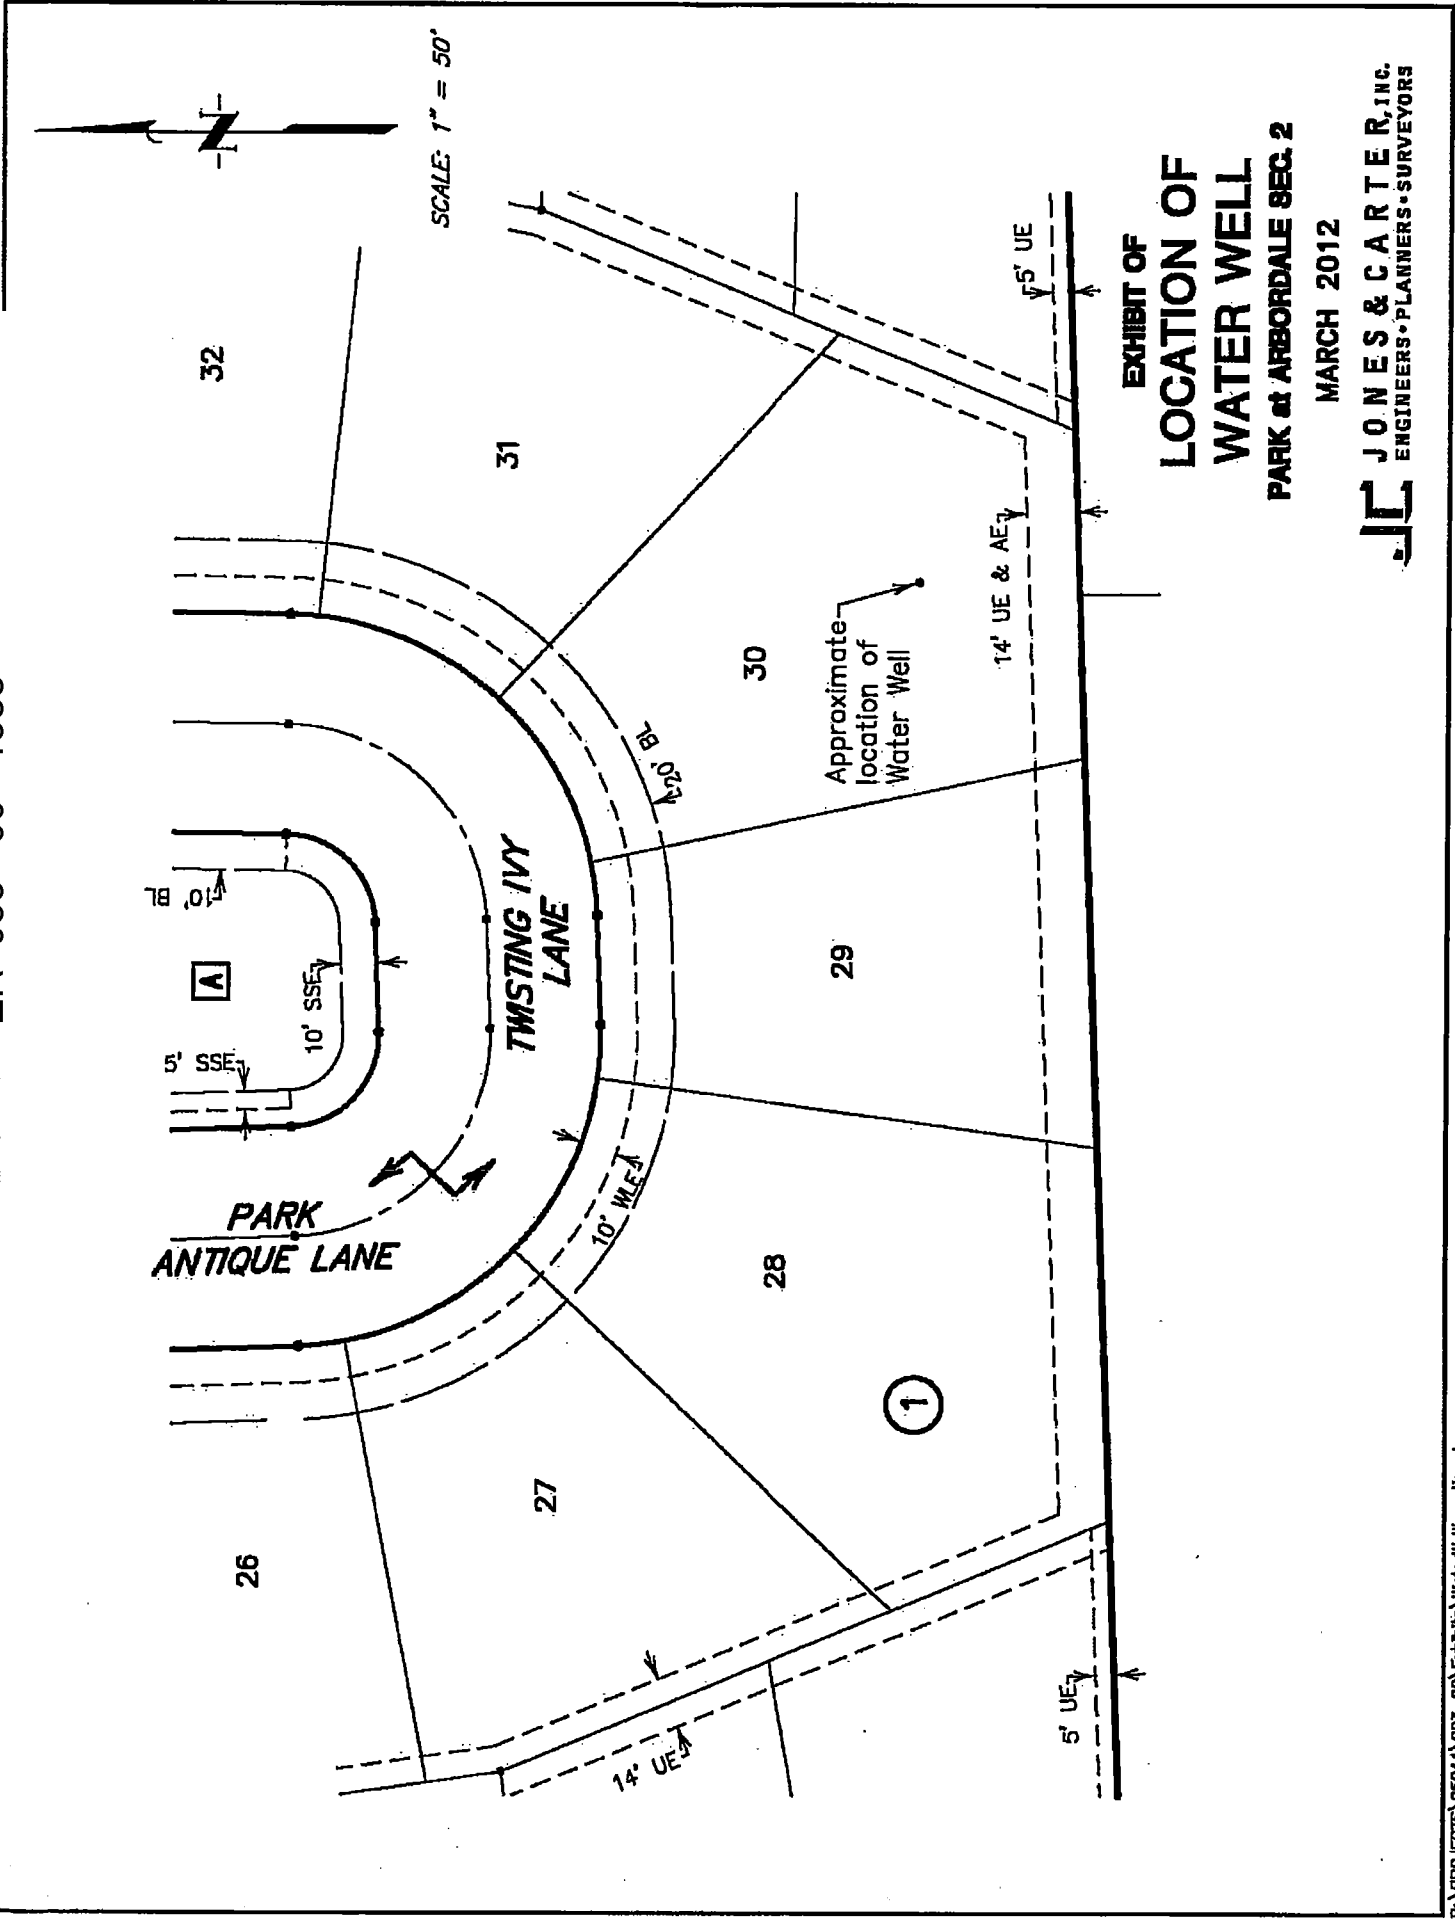 SCALE: 1" = 50'
N
32
31
30
29
28
27
26
A
1
10' BL
10' SSE
5' SSE
PARK
ANTIQUE LANE
TWISTING IVY
LANE
20' BL
10' WLE
Approximate
location of
Water Well
14' UE & AE
5' UE
14' UE
5' UE
EXHIBIT OF
LOCATION OF
WATER WELL
PARK at ARBORDALE SEC. 2
MARCH 2012
JC JONES & CARTER, INC.
ENGINEERS•PLANNERS•SURVEYORS